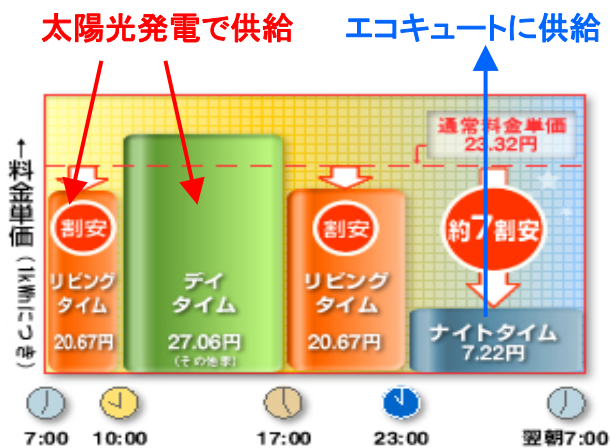 太陽光発電で供給
エコキュートに供給
通常料金単価
23.32円
←料金単価(1kWhにつき)
割安
リビング
タイム
20.67円
デイ
タイム
27.06円
(その他季)
割安
リビング
タイム
20.67円
約7割安
ナイトタイム
7.22円
7:00
10:00
17:00
23:00
翌朝7:00